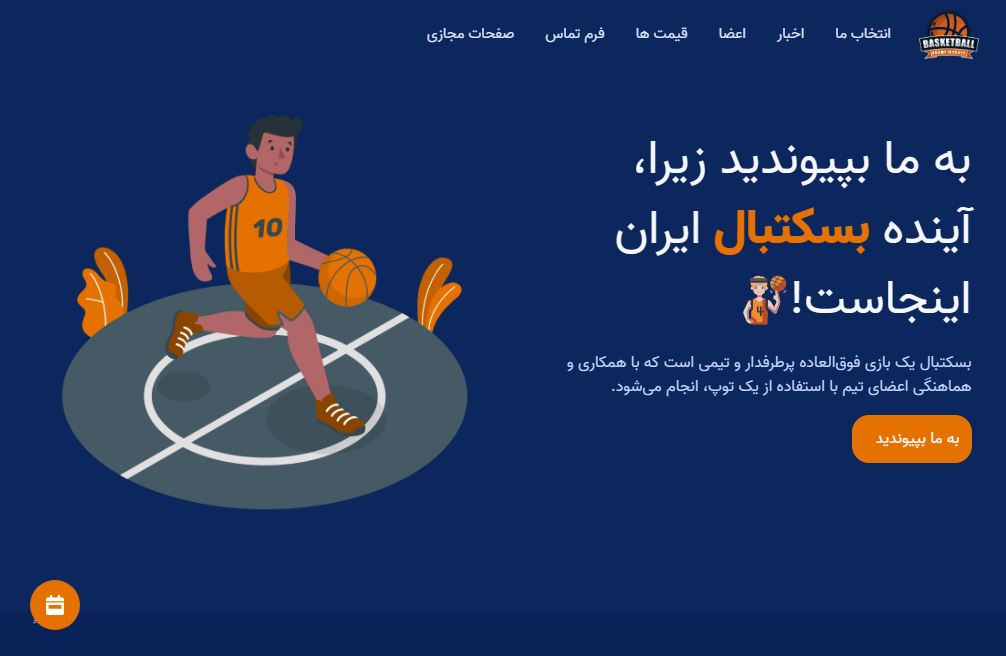 BASKETBALL
انتخاب ما
اخبار
اعضا
قیمت ها
فرم تماس
صفحات مجازی
به ما بپیوندید زیرا،
آینده بسکتبال ایران
اینجاست!
10
4
بسکتبال یک بازی فوق‌العاده پرطرفدار و تیمی است که با همکاری و
هماهنگی اعضای تیم با استفاده از یک توپ، انجام می‌شود.
به ما بپیوندید